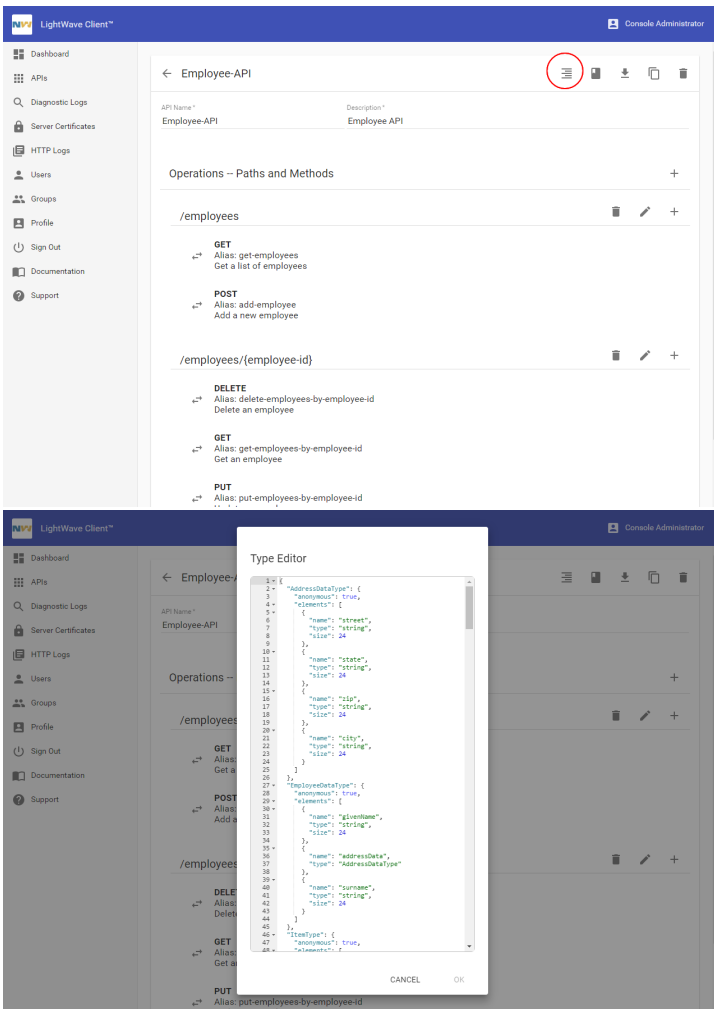 NVI LightWave Client™ Console Administrator
Dashboard
APIs
Diagnostic Logs
Server Certificates
HTTP Logs
Users
Groups
Profile
Sign Out
Documentation
Support
Employee-API
API Name * Description *
Employee-API Employee API
Operations -- Paths and Methods
/employees
GET
Alias: get-employees
Get a list of employees
POST
Alias: add-employee
Add a new employee
/employees/{employee-id}
DELETE
Alias: delete-employees-by-employee-id
Delete an employee
GET
Alias: get-employees-by-employee-id
Get an employee
PUT
Alias: put-employees-by-employee-id
NVI LightWave Client™ Console Administrator
Dashboard
APIs
Diagnostic Logs
Server Certificates
HTTP Logs
Users
Groups
Profile
Sign Out
Documentation
Support
Employee-A
API Name *
Employee-API
Operations --
/employees
GET
Alias:
Get a
POST
Alias:
Add a
/employees
DELE
Alias:
Delet
GET
Alias:
Get a
PUT
Alias: put-employees-by-employee-id
Type Editor
1 {
2 "AddressDataType": {
3 "anonymous": true,
4 "elements": [
5 {
6 "name": "street",
7 "type": "string",
8 "size": 24
9 },
10 {
11 "name": "state",
12 "type": "string",
13 "size": 24
14 },
15 {
16 "name": "zip",
17 "type": "string",
18 "size": 24
19 },
20 {
21 "name": "city",
22 "type": "string",
23 "size": 24
24 }
25 ]
26 },
27 "EmployeeDataType": {
28 "anonymous": true,
29 "elements": [
30 {
31 "name": "givenName",
32 "type": "string",
33 "size": 24
34 },
35 {
36 "name": "addressData",
37 "type": "AddressDataType"
38 },
39 {
40 "name": "surname",
41 "type": "string",
42 "size": 24
43 }
44 ]
45 },
46 "ItemType": {
47 "anonymous": true,
48 "elements": [
CANCEL OK